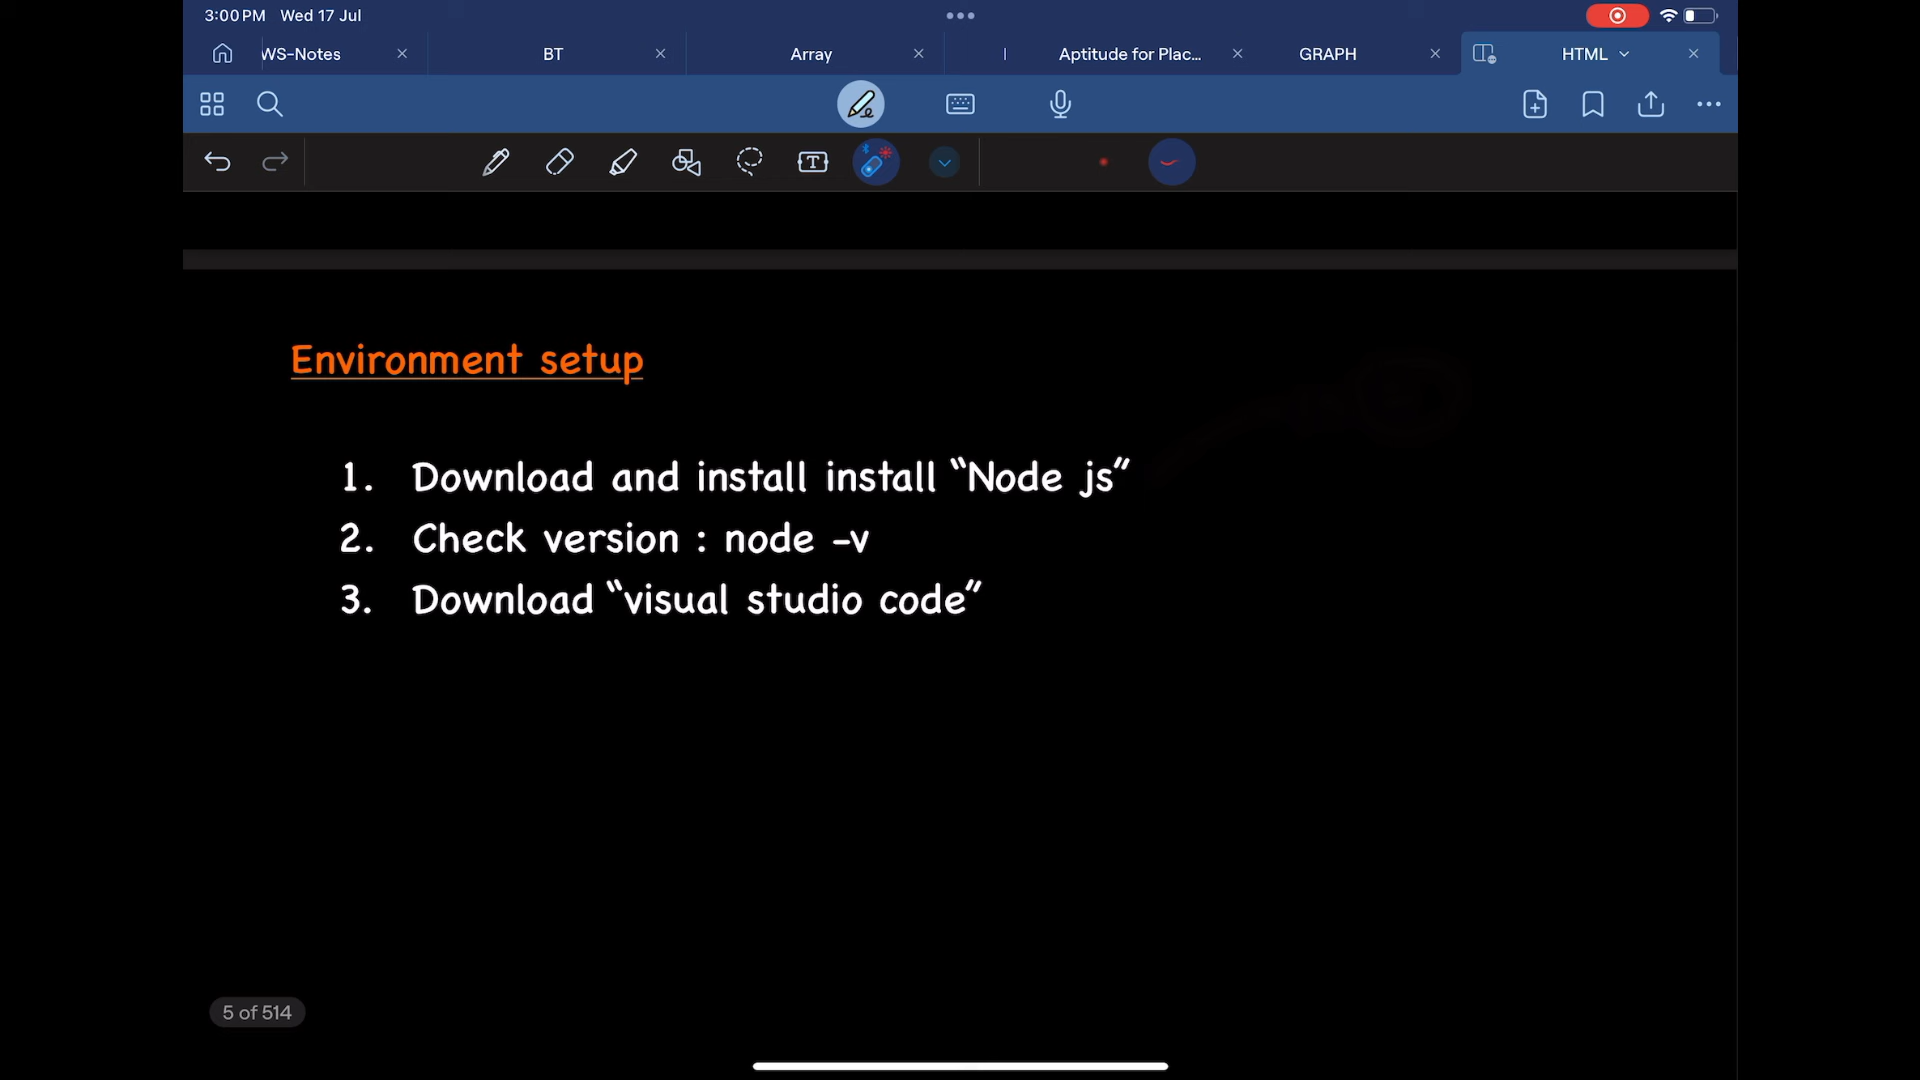 3:00 PM Wed 17 Jul
WS-Notes
BT
Array
Aptitude for Plac...
GRAPH
HTML
T
Environment setup
1. Download and install install “Node js”
2. Check version : node -v
3. Download “visual studio code”
5 of 514